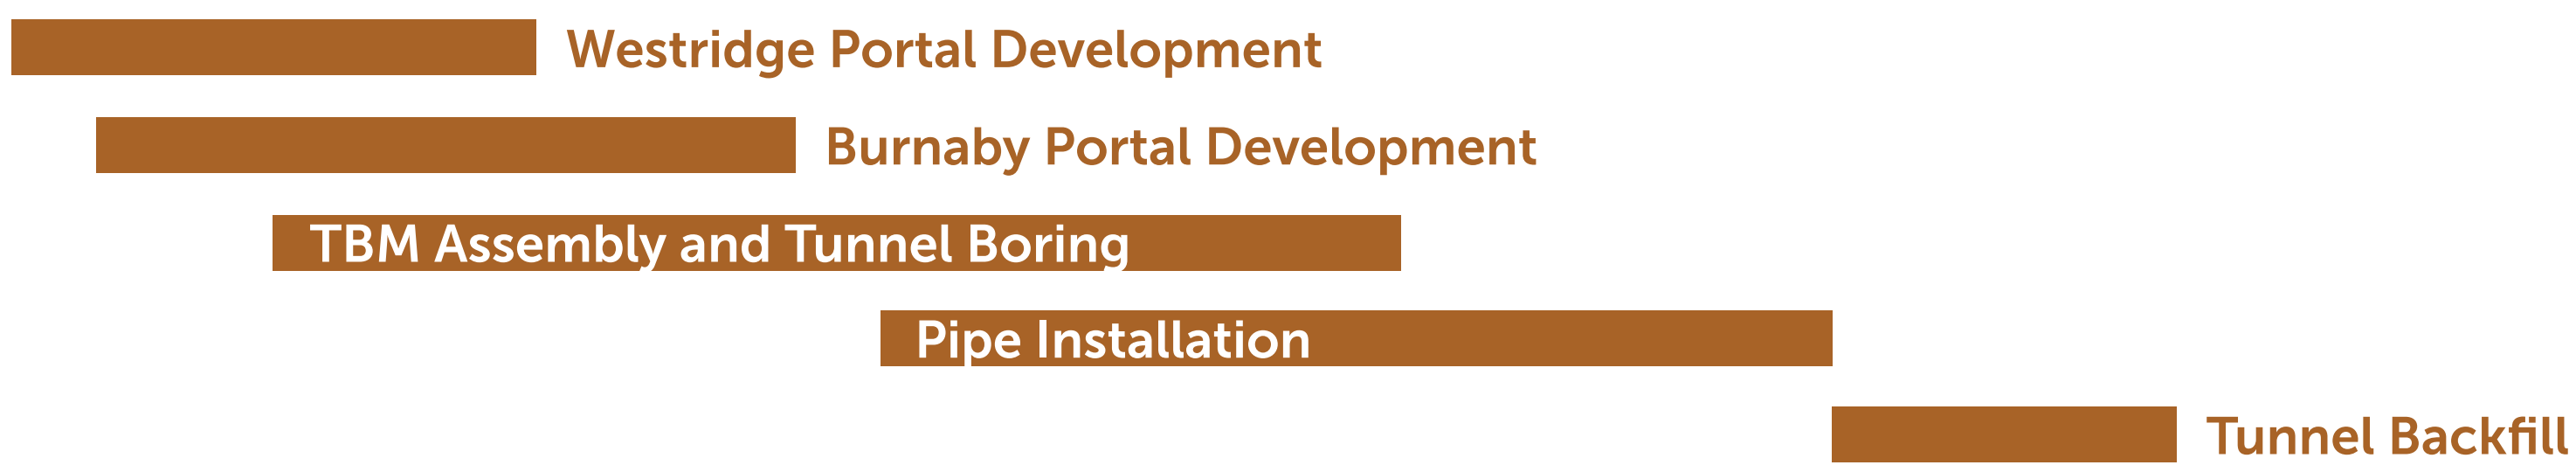 Westridge Portal Development
Burnaby Portal Development
TBM Assembly and Tunnel Boring
Pipe Installation
Tunnel Backfill